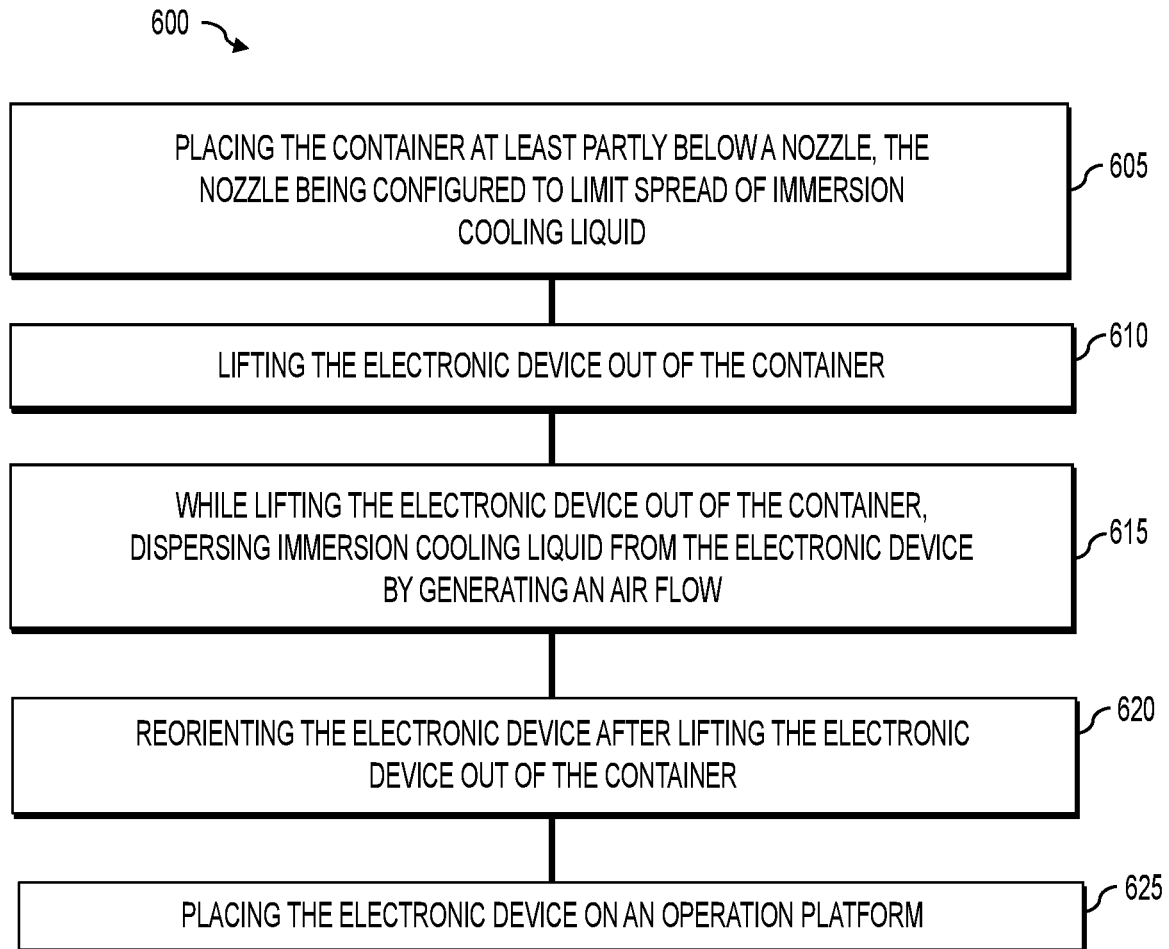 600
PLACING THE CONTAINER AT LEAST PARTLY BELOW A NOZZLE, THE
NOZZLE BEING CONFIGURED TO LIMIT SPREAD OF IMMERSION
COOLING LIQUID
605
LIFTING THE ELECTRONIC DEVICE OUT OF THE CONTAINER
610
WHILE LIFTING THE ELECTRONIC DEVICE OUT OF THE CONTAINER,
DISPERSING IMMERSION COOLING LIQUID FROM THE ELECTRONIC DEVICE
BY GENERATING AN AIR FLOW
615
REORIENTING THE ELECTRONIC DEVICE AFTER LIFTING THE ELECTRONIC
DEVICE OUT OF THE CONTAINER
620
PLACING THE ELECTRONIC DEVICE ON AN OPERATION PLATFORM
625